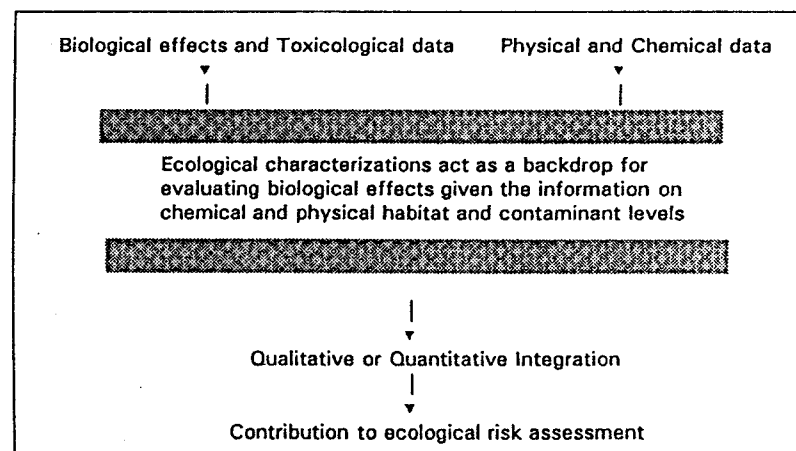 Biological effects and Toxicological data Physical and Chemical data
Ecological characterizations act as a backdrop for
evaluating biological effects given the information on
chemical and physical habitat and contaminant levels
Qualitative or Quantitative Integration
Contribution to ecological risk assessment